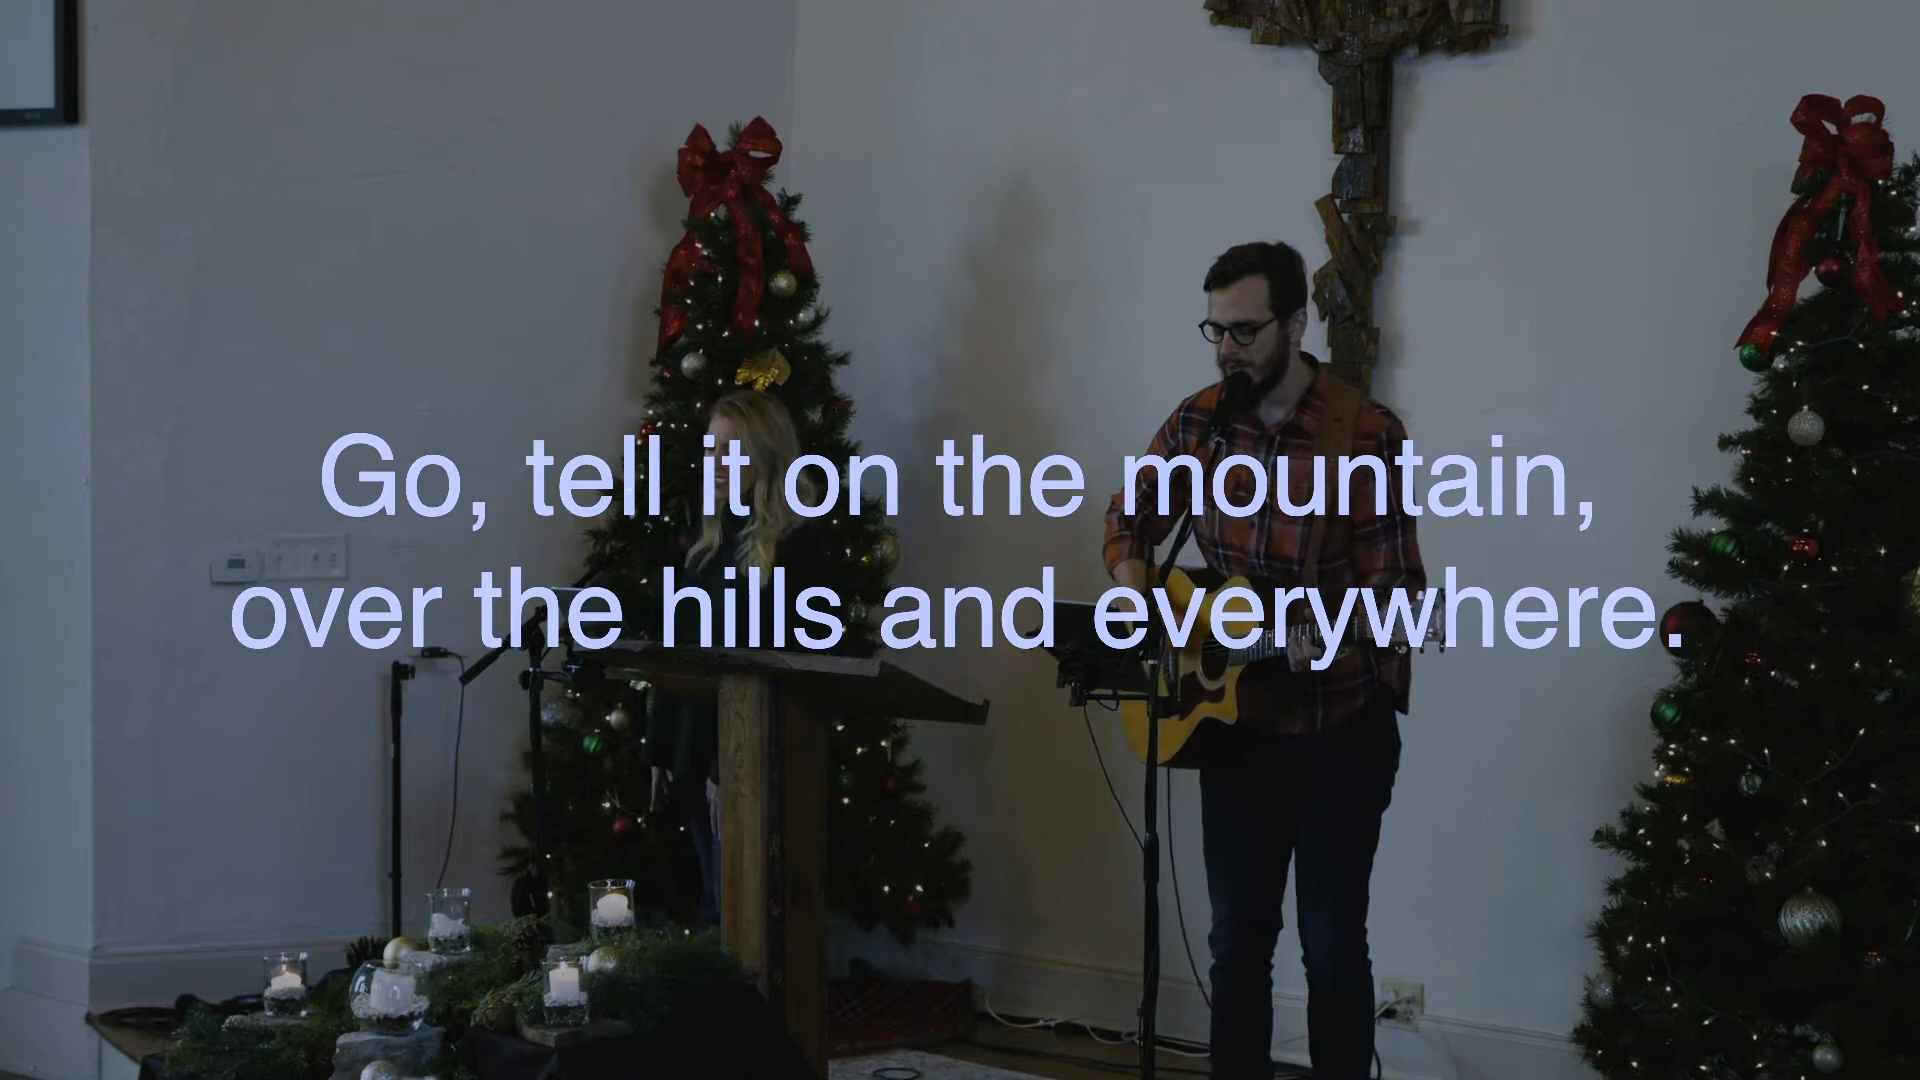 Go, tell it on the mountain,
over the hills and everywhere.